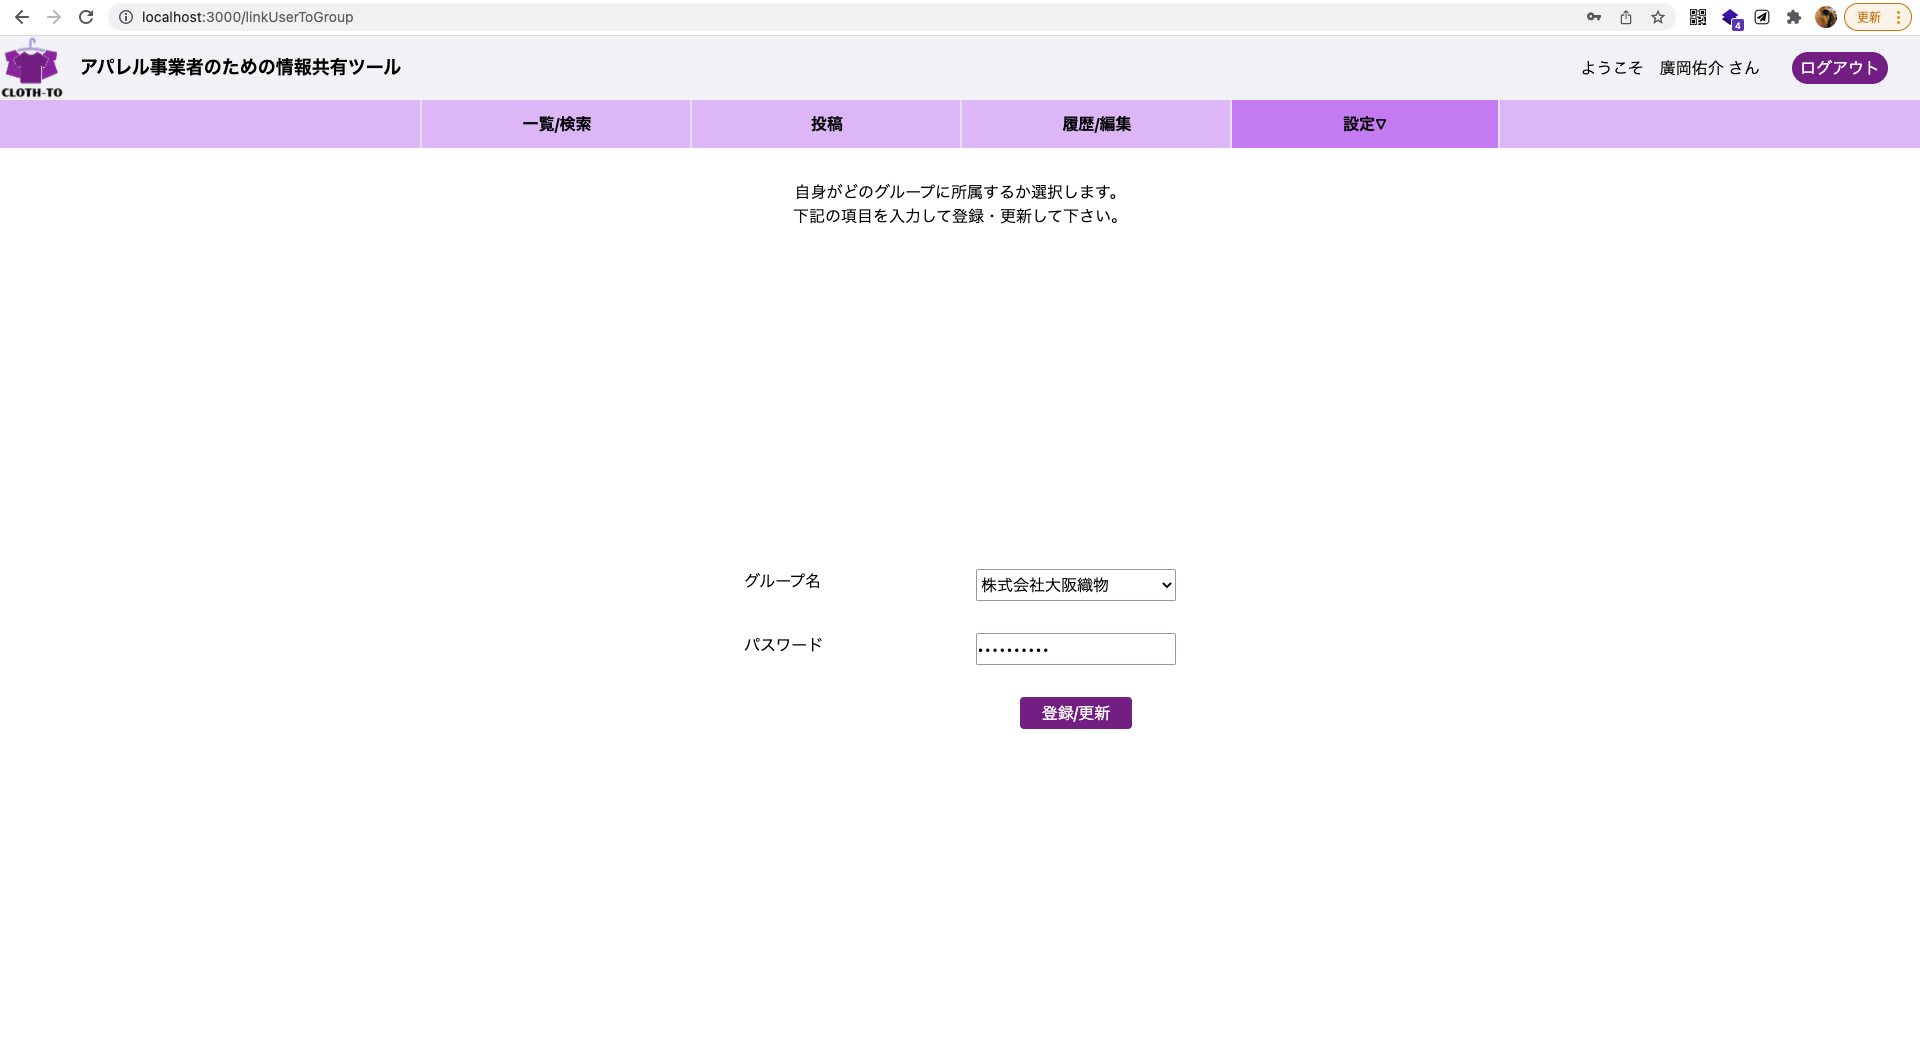 localhost:3000/linkUserToGroup
4
更新
CLOTH-TO
アパレル事業者のための情報共有ツール
ようこそ 廣岡佑介 さん
ログアウト
一覧/検索
投稿
履歴/編集
設定▽
自身がどのグループに所属するか選択します。
下記の項目を入力して登録・更新して下さい。
グループ名
株式会社大阪織物
パスワード
••••••••••
登録/更新